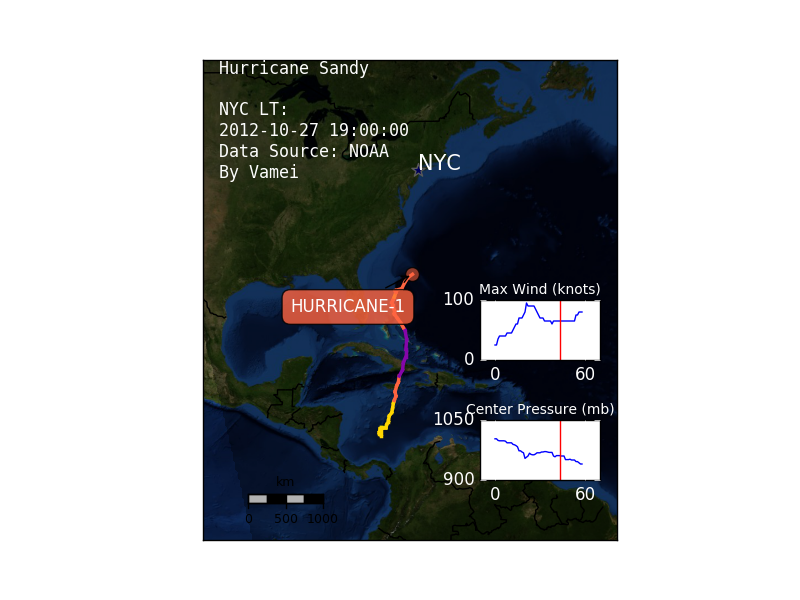 Hurricane Sandy
NYC LT:
2012-10-27 19:00:00
Data Source: NOAA
By Vamei
NYC
HURRICANE-1
Max Wind (knots)
100
0
0 60
Center Pressure (mb)
1050
900
0 60
km
0 500 1000